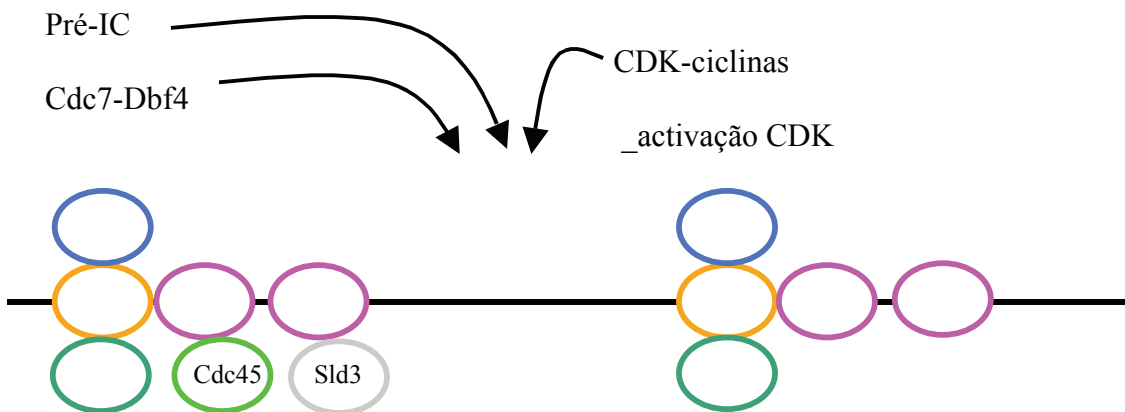 Pré-IC
CDK-ciclinas
Cdc7-Dbf4
_activação CDK
Cdc45
Sld3